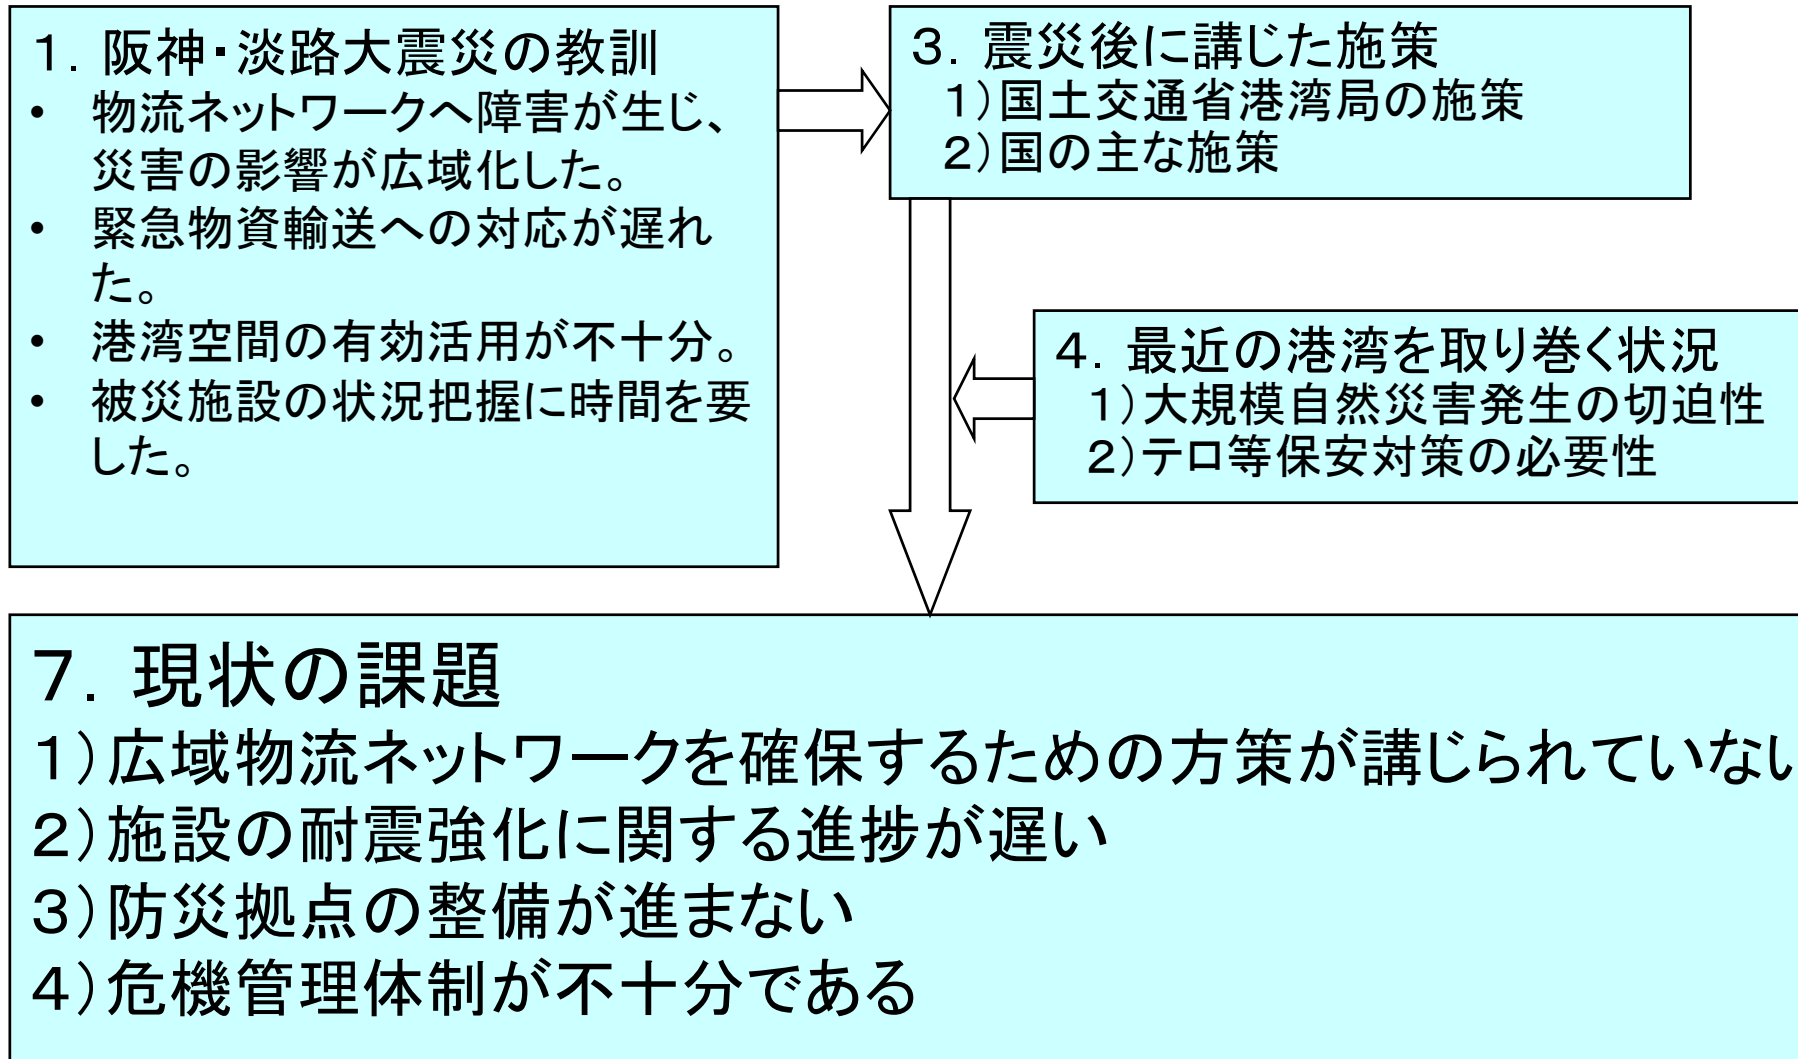 １．阪神・淡路大震災の教訓
• 物流ネットワークへ障害が生じ、
災害の影響が広域化した。
• 緊急物資輸送への対応が遅れ
た。
• 港湾空間の有効活用が不十分。
• 被災施設の状況把握に時間を要
した。
３．震災後に講じた施策
１）国土交通省港湾局の施策
２）国の主な施策
４．最近の港湾を取り巻く状況
１）大規模自然災害発生の切迫性
２）テロ等保安対策の必要性
７．現状の課題
１）広域物流ネットワークを確保するための方策が講じられていない
２）施設の耐震強化に関する進捗が遅い
３）防災拠点の整備が進まない
４）危機管理体制が不十分である